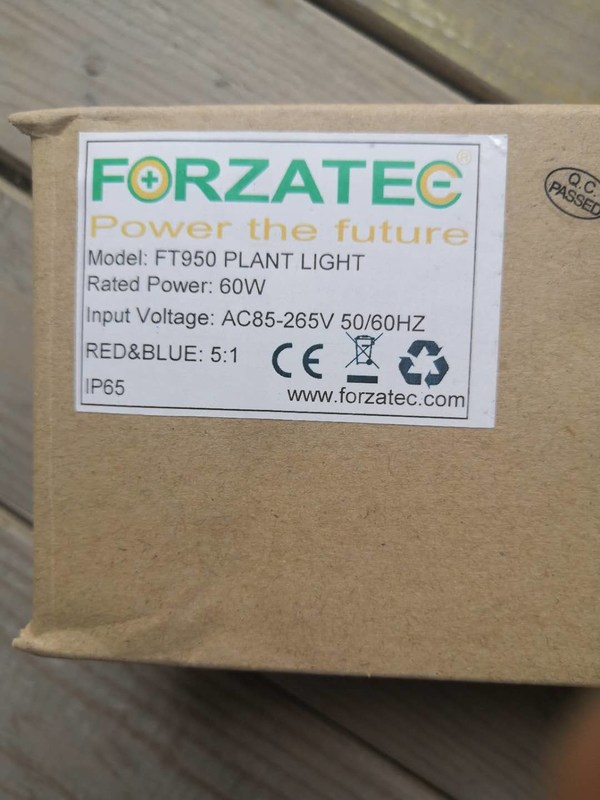 FORZATEC®
Power the future
Model: FT950 PLANT LIGHT
Rated Power: 60W
Input Voltage: AC85-265V 50/60HZ
RED&BLUE: 5:1
CE
IP65
www.forzatec.com
Q.C.
PASSED